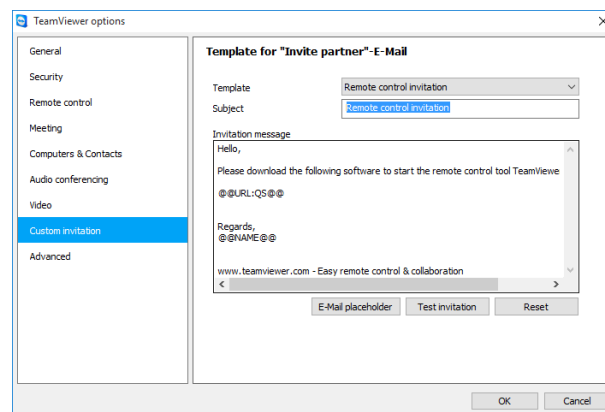 TeamViewer options
General
Security
Remote control
Meeting
Computers & Contacts
Audio conferencing
Video
Custom invitation
Advanced
Template for "Invite partner"-E-Mail
Template
Remote control invitation
Subject
Remote control invitation
Invitation message
Hello,
Please download the following software to start the remote control tool TeamViewe
@@URL:QS@@
Regards,
@@NAME@@
www.teamviewer.com - Easy remote control & collaboration
E-Mail placeholder
Test invitation
Reset
OK
Cancel